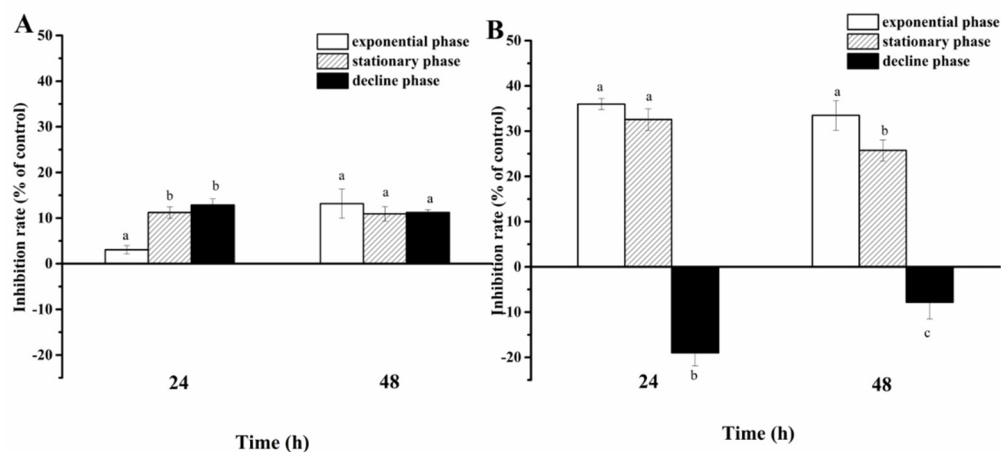 A
exponential phase
stationary phase
decline phase
50
40
30
20
10
0
-10
-20
Inhibition rate (% of control)
a
b
b
a
a
a
24
48
Time (h)
B
exponential phase
stationary phase
decline phase
50
40
30
20
10
0
-10
-20
Inhibition rate (% of control)
a
a
b
a
b
c
24
48
Time (h)